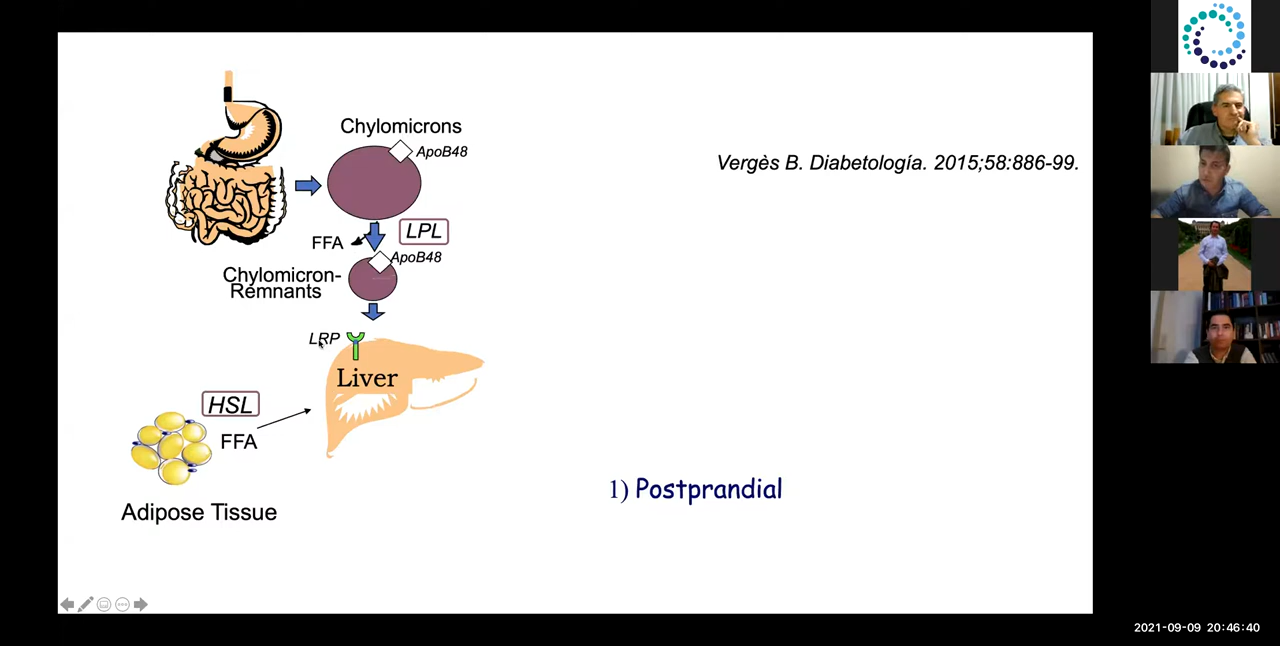 Chylomicrons
ApoB48
Vergès B. Diabetología. 2015;58:886-99.
LPL
FFA
ApoB48
Chylomicron-
Remnants
LRP
Liver
HSL
FFA
Adipose Tissue
1) Postprandial
2021-09-09 20:46:40